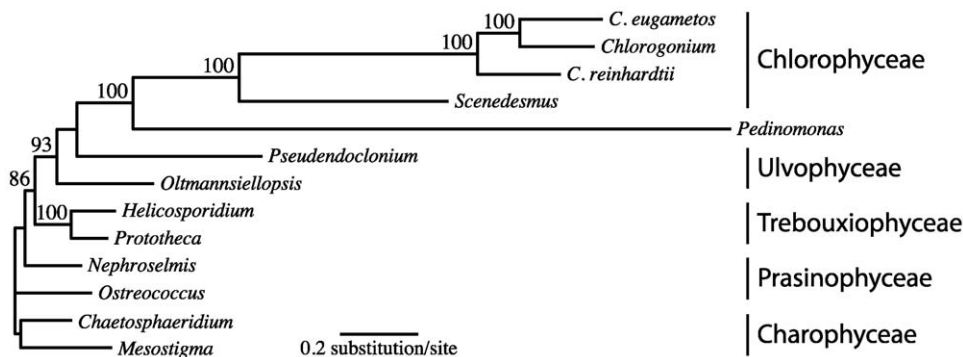 100
C. eugametos
100
Chlorogonium
100
C. reinhardtii
Chlorophyceae
100
Scenedesmus
Pedinomonas
93
Pseudendoclonium
Ulvophyceae
86
Oltmannsiellopsis
100
Helicosporidium
Trebouxiophyceae
Prototheca
Nephroselmis
Prasinophyceae
Ostreococcus
Chaetosphaeridium
Charophyceae
Mesostigma
0.2 substitution/site